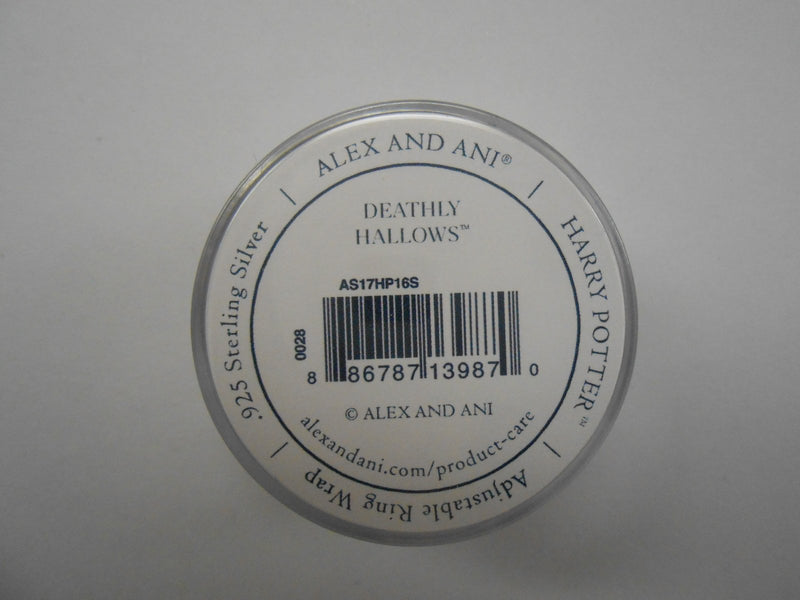 ALEX AND ANI®
HARRY POTTER™
Adjustable Ring Wrap
.925 Sterling Silver
DEATHLY
HALLOWS™
AS17HP16S
0028
8 86787 13987 0
© ALEX AND ANI
alexandani.com/product-care